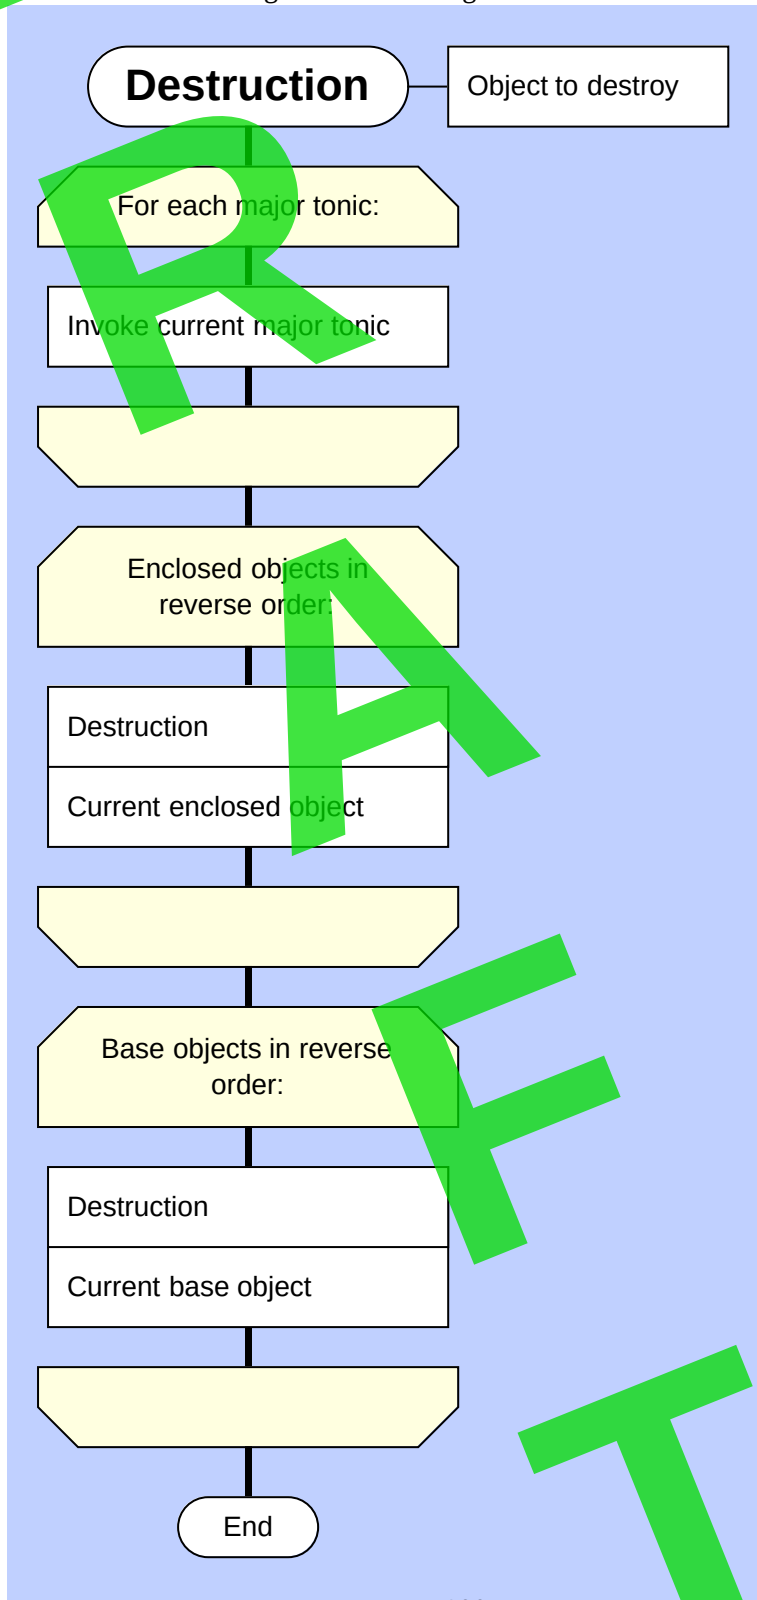 Destruction
Object to destroy
For each major tonic:
Invoke current major tonic
Enclosed objects in
reverse order:
Destruction
Current enclosed object
Base objects in reverse
order:
Destruction
Current base object
End
RAFT